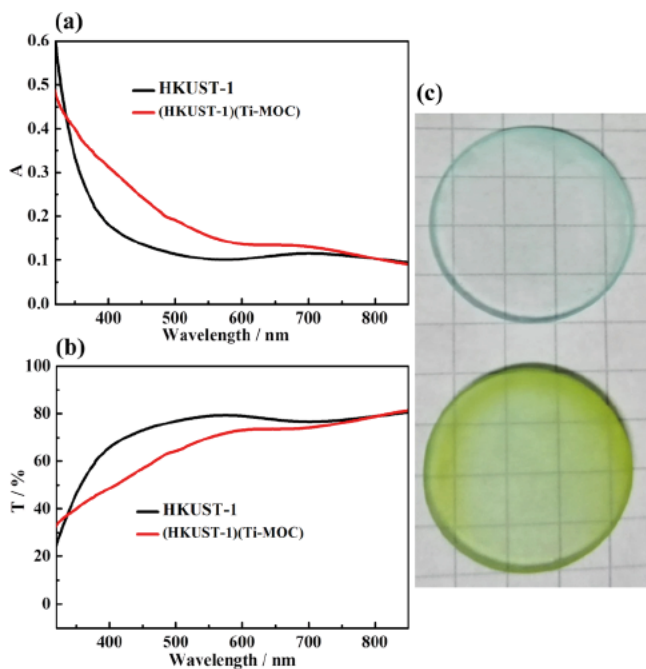 (a)
0.6
0.5
0.4
0.3
0.2
0.1
0.0
A
HKUST-1
(HKUST-1)(Ti-MOC)
400 500 600 700 800
Wavelength / nm
(b)
100
80
60
40
20
0
T / %
HKUST-1
(HKUST-1)(Ti-MOC)
400 500 600 700 800
Wavelength / nm
(c)